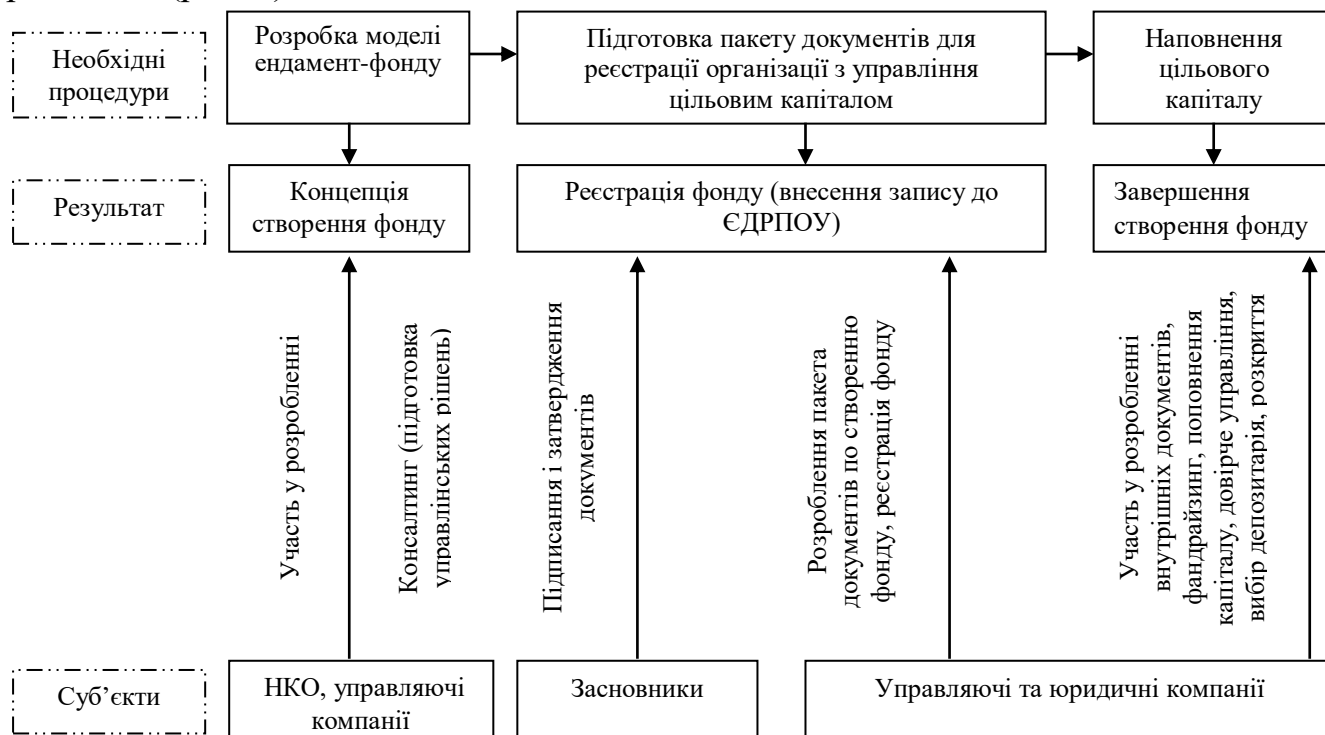 Необхідні
процедури
Розробка моделі
ендамент-фонду
Підготовка пакету документів для
реєстрації організації з управління
цільовим капіталом
Наповнення
цільового
капіталу
Результат
Концепція
створення фонду
Реєстрація фонду (внесення запису до
ЄДРПОУ)
Завершення
створення фонду
Участь у розробленні
Консалтинг (підготовка
управлінських рішень)
Підписання і затвердження
документів
Розроблення пакета
документів по створенню
фонду, реєстрація фонду
Участь у розробленні
внутрішніх документів,
фандрайзинг, поповнення
капіталу, довірче управління,
вибір депозитарія, розкриття
Суб’єкти
НКО, управляючі
компанії
Засновники
Управляючі та юридичні компанії